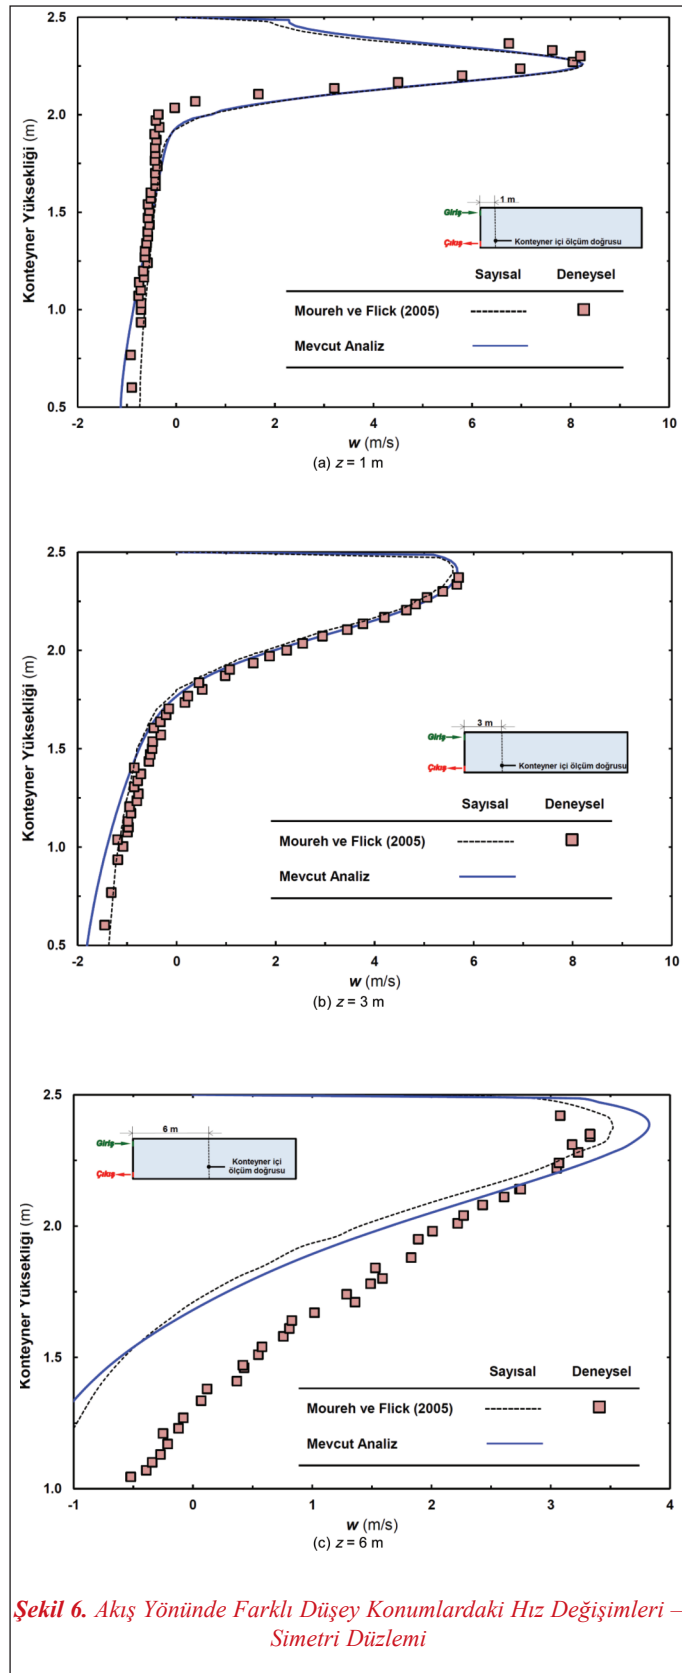 2.5
2.0
1.5
1.0
0.5
Konteyner Yüksekliği (m)
1 m
Giriş
Çıkış
Konteyner içi ölçüm doğrusu
Sayısal Deneysel
Moureh ve Flick (2005)
Mevcut Analiz
-2 0 2 4 6 8 10
w (m/s)
(a) z = 1 m
2.5
2.0
1.5
1.0
0.5
Konteyner Yüksekliği (m)
3 m
Giriş
Çıkış
Konteyner içi ölçüm doğrusu
Sayısal Deneysel
Moureh ve Flick (2005)
Mevcut Analiz
-2 0 2 4 6 8 10
w (m/s)
(b) z = 3 m
2.5
2.0
1.5
1.0
Konteyner Yüksekliği (m)
6 m
Giriş
Çıkış
Konteyner içi
ölçüm doğrusu
Sayısal Deneysel
Moureh ve Flick (2005)
Mevcut Analiz
-1 0 1 2 3 4
w (m/s)
(c) z = 6 m
Şekil 6. Akış Yönünde Farklı Düşey Konumlardaki Hız Değişimleri –
Simetri Düzlemi